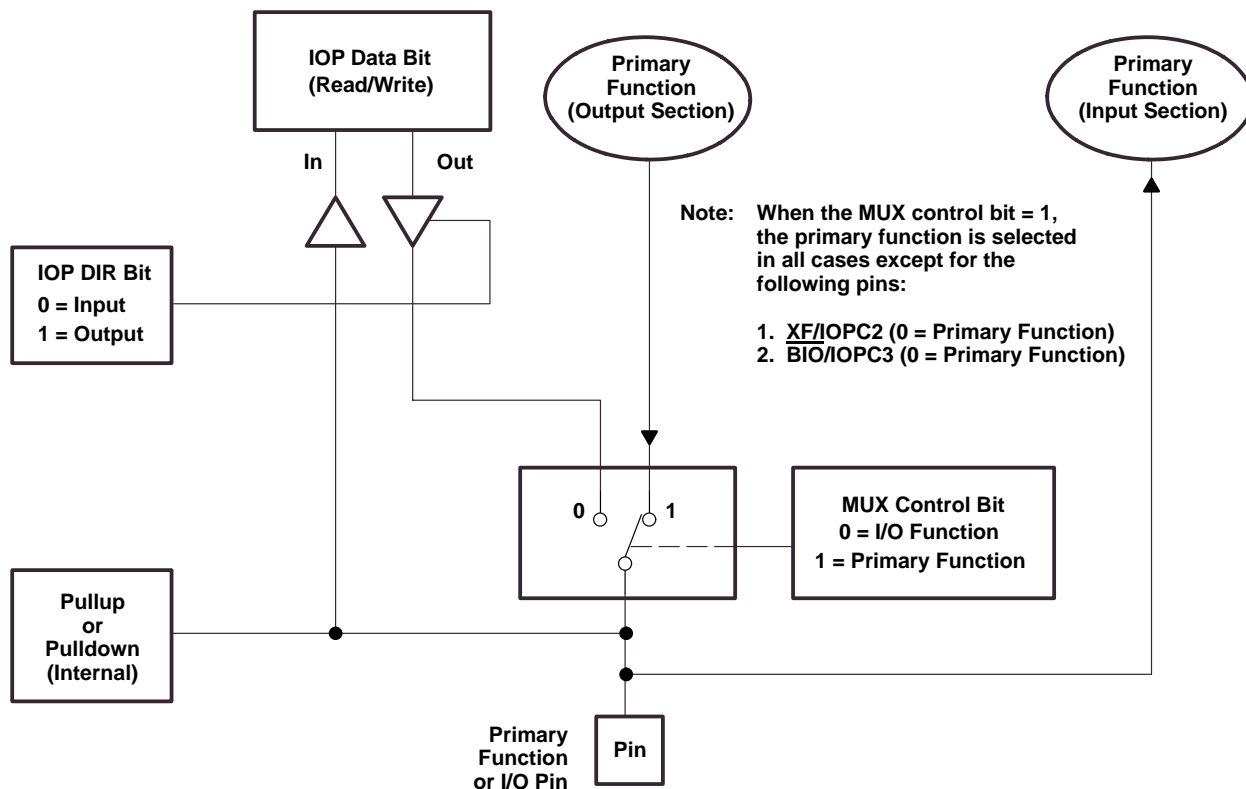 IOP Data Bit
(Read/Write)
Primary
Function
(Output Section)
Primary
Function
(Input Section)
In
Out
Note: When the MUX control bit = 1,
the primary function is selected
in all cases except for the
following pins:
1. XF/IOPC2 (0 = Primary Function)
2. BIO/IOPC3 (0 = Primary Function)
IOP DIR Bit
0 = Input
1 = Output
0
1
MUX Control Bit
0 = I/O Function
1 = Primary Function
Pullup
or
Pulldown
(Internal)
Primary
Function
or I/O Pin
Pin